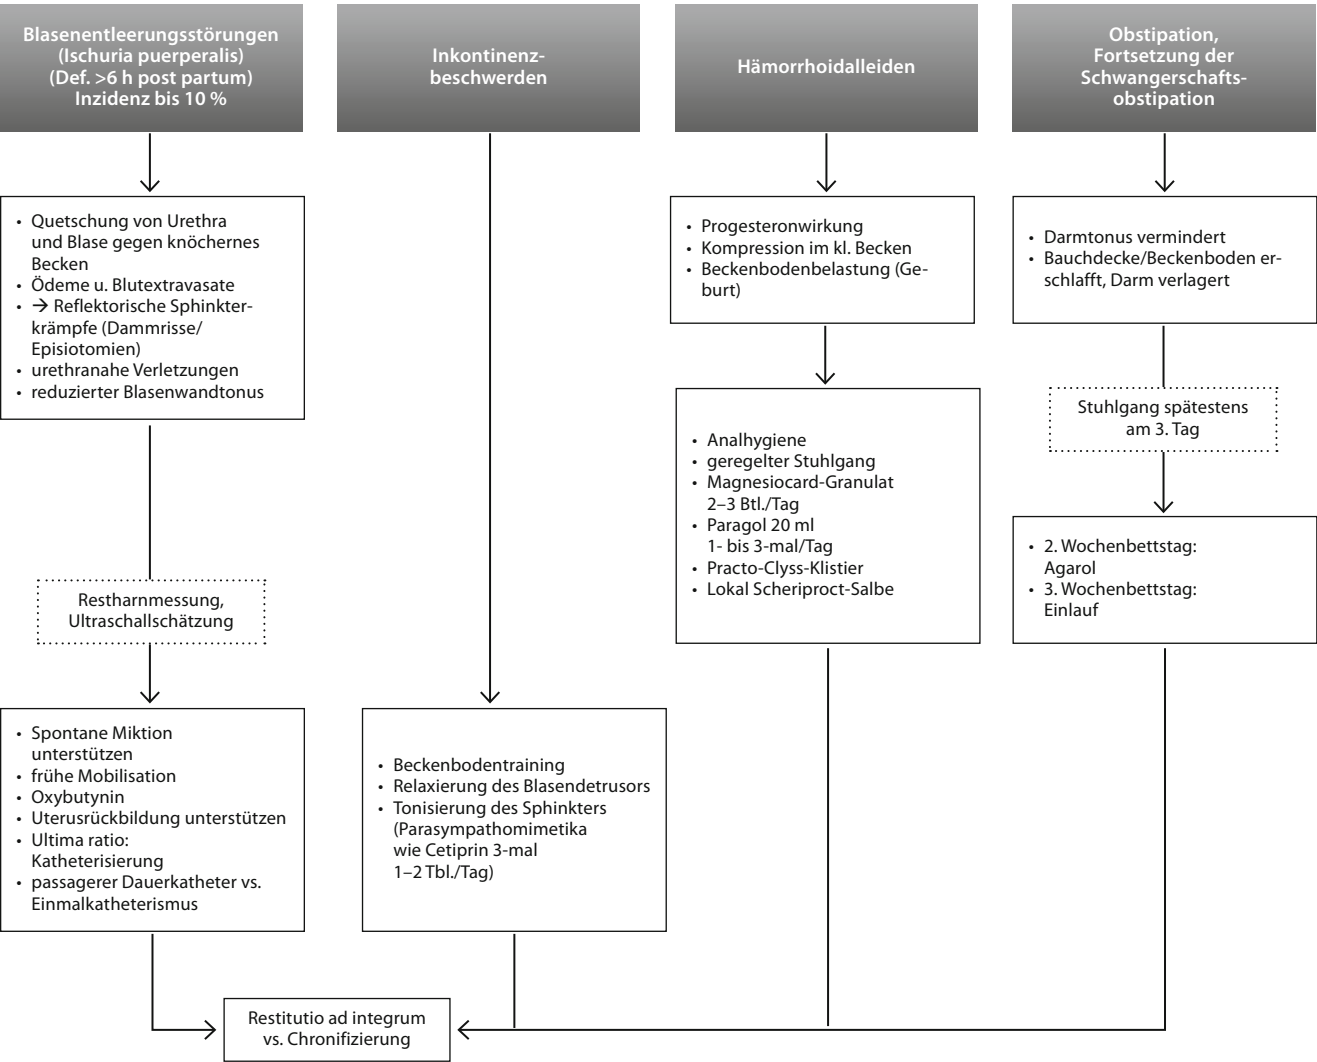 Blasenentleerungsstörungen
(Ischuria puerperalis)
(Def. >6 h post partum)
Inzidenz bis 10 %
Inkontinenz-
beschwerden
Hämorrhoidalleiden
Obstipation,
Fortsetzung der
Schwangerschafts-
obstipation
• Quetschung von Urethra
und Blase gegen knöchernes
Becken
• Ödeme u. Blutextravasate
• → Reflektorische Sphinkter-
krämpfe (Dammrisse/
Episiotomien)
• urethranahe Verletzungen
• reduzierter Blasenwandtonus
• Progesteronwirkung
• Kompression im kl. Becken
• Beckenbodenbelastung (Ge-
burt)
• Darmtonus vermindert
• Bauchdecke/Beckenboden er-
schlafft, Darm verlagert
• Analhygiene
• geregelter Stuhlgang
• Magnesiocard-Granulat
2–3 Btl./Tag
• Paragol 20 ml
1- bis 3-mal/Tag
• Practo-Clyss-Klistier
• Lokal Scheriproct-Salbe
Stuhlgang spätestens
am 3. Tag
• 2. Wochenbettstag:
Agarol
• 3. Wochenbettstag:
Einlauf
Restharnmessung,
Ultraschallschätzung
• Spontane Miktion
unterstützen
• frühe Mobilisation
• Oxybutynin
• Uterusrückbildung unterstützen
• Ultima ratio:
Katheterisierung
• passagerer Dauerkatheter vs.
Einmalkatheterismus
• Beckenbodentraining
• Relaxierung des Blasendetrusors
• Tonisierung des Sphinkters
(Parasympathomimetika
wie Cetiprin 3-mal
1–2 Tbl./Tag)
Restitutio ad integrum
vs. Chronifizierung